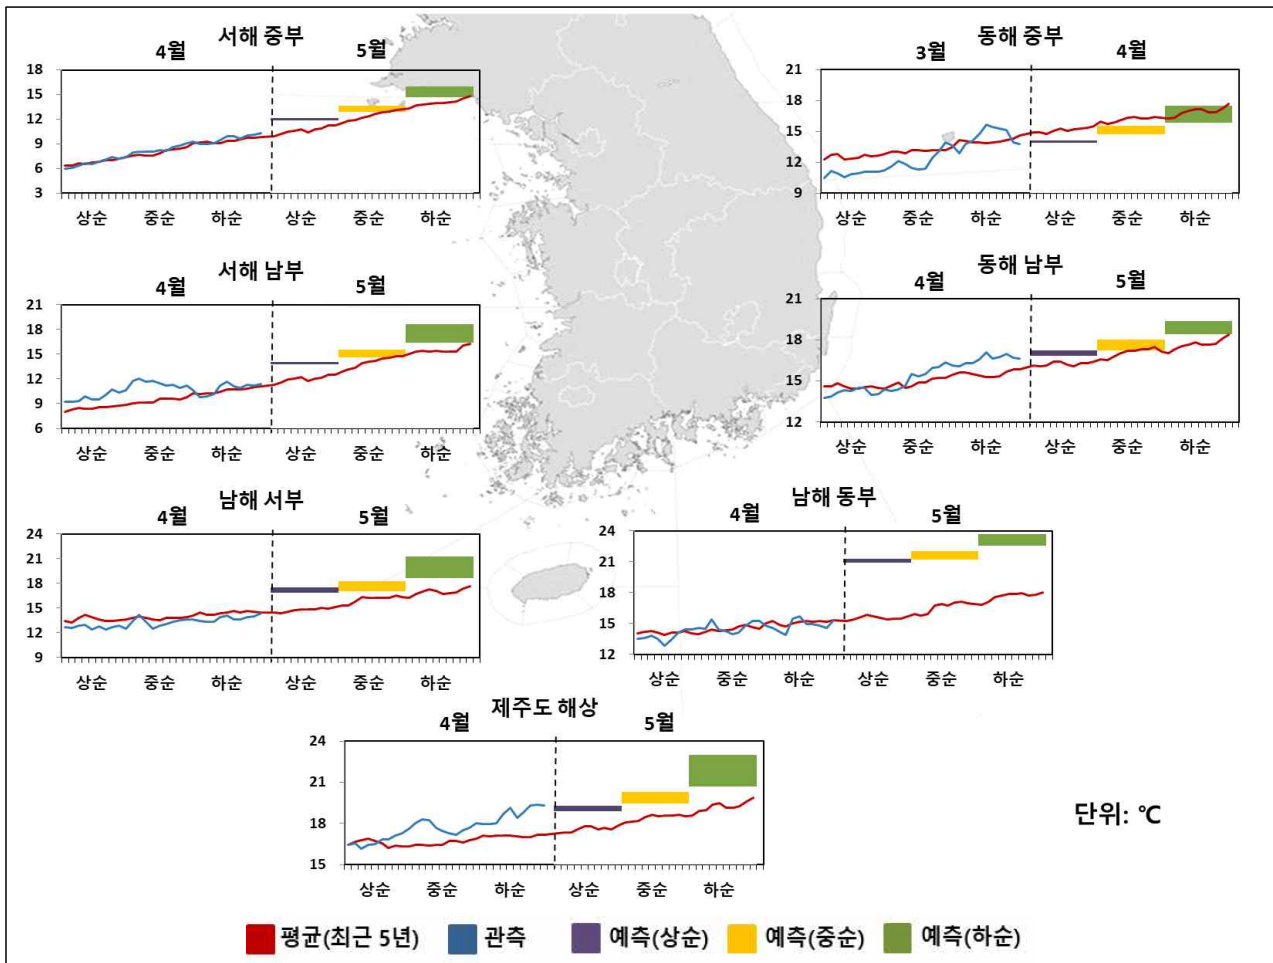 서해 중부
4월 5월
18
15
12
9
6
3
상순 중순 하순 상순 중순 하순
동해 중부
3월 4월
21
18
15
12
9
상순 중순 하순 상순 중순 하순
서해 남부
4월 5월
21
18
15
12
9
6
상순 중순 하순 상순 중순 하순
동해 남부
4월 5월
21
18
15
12
상순 중순 하순 상순 중순 하순
남해 서부
4월 5월
24
21
18
15
12
9
상순 중순 하순 상순 중순 하순
남해 동부
4월 5월
24
21
18
15
12
상순 중순 하순 상순 중순 하순
제주도 해상
4월 5월
24
21
18
15
상순 중순 하순 상순 중순 하순
단위: ℃
평균(최근 5년) 관측 예측(상순) 예측(중순) 예측(하순)